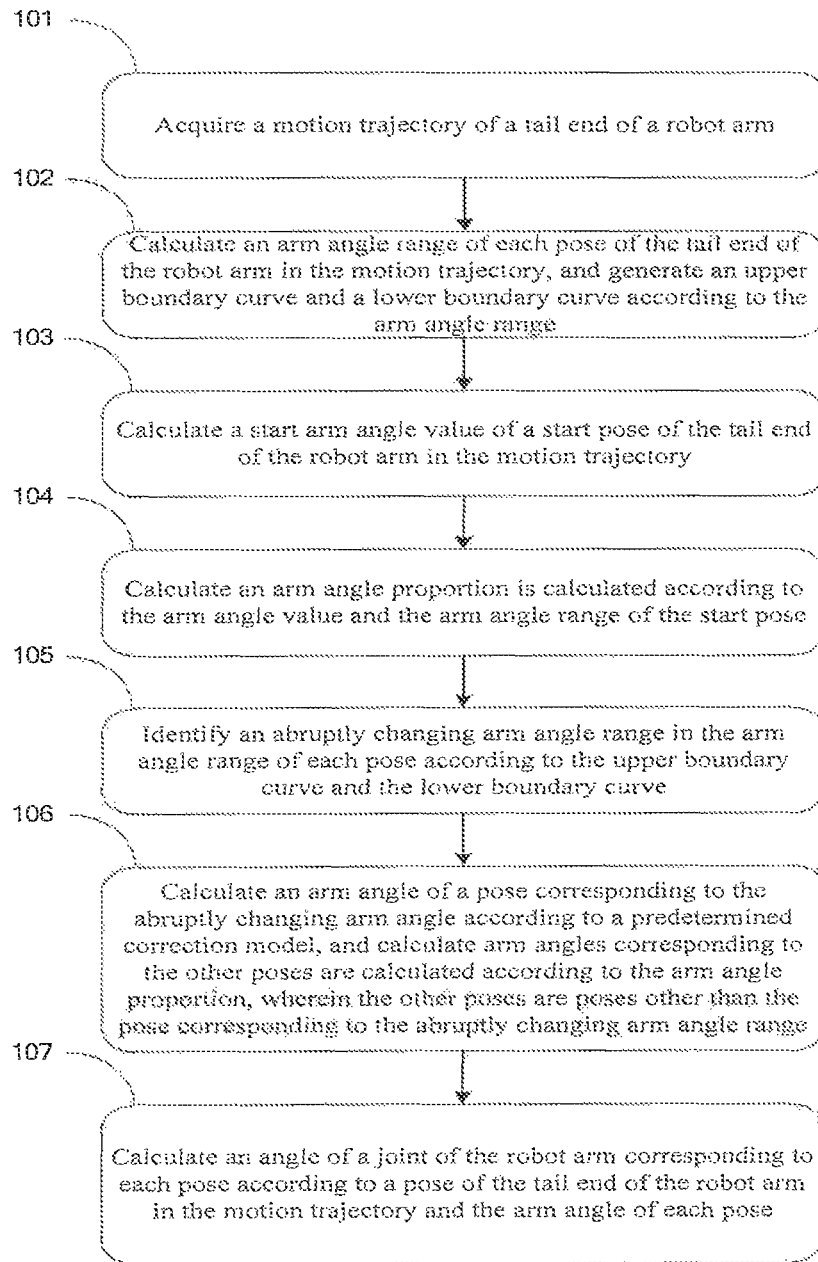 101
Acquire a motion trajectory of a tail end of a robot arm
102
Calculate an arm angle range of each pose of the tail end of
the robot arm in the motion trajectory, and generate an upper
boundary curve and a lower boundary curve according to the
arm angle range
103
Calculate a start arm angle value of a start pose of the tail end
of the robot arm in the motion trajectory
104
Calculate an arm angle proportion is calculated according to
the arm angle value and the arm angle range of the start pose
105
Identify an abruptly changing arm angle range in the arm
angle range of each pose according to the upper boundary
curve and the lower boundary curve
106
Calculate an arm angle of a pose corresponding to the
abruptly changing arm angle according to a predetermined
correction model, and calculate arm angles corresponding to
the other poses are calculated according to the arm angle
proportion, wherein the other poses are poses other than the
pose corresponding to the abruptly changing arm angle range
107
Calculate an angle of a joint of the robot arm corresponding to
each pose according to a pose of the tail end of the robot arm
in the motion trajectory and the arm angle of each pose